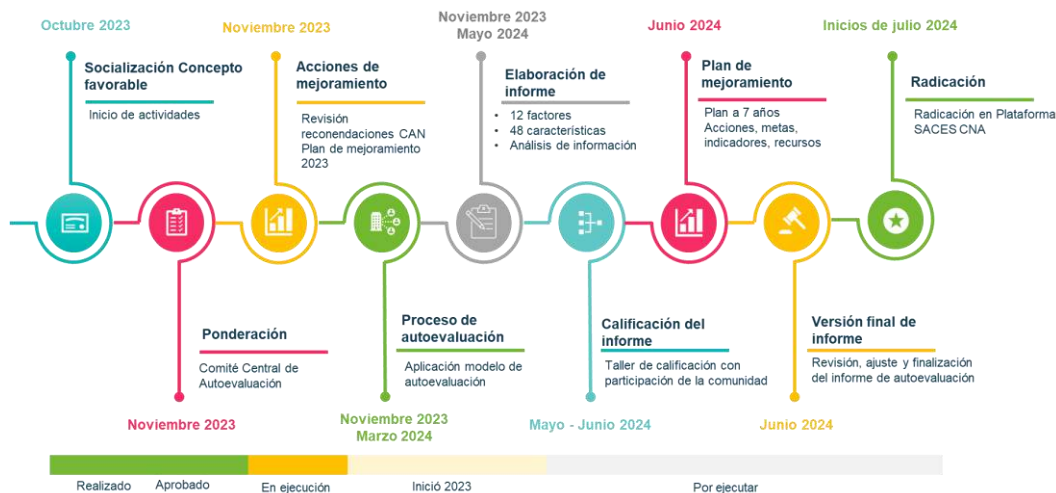 Octubre 2023
Socialización Concepto
favorable
Inicio de actividades
Noviembre 2023
Acciones de
mejoramiento
Revisión
reconendaciones CAN
Plan de mejoramiento
2023
Noviembre 2023
Mayo 2024
Elaboración de
informe
• 12 factores
• 48 características
• Análisis de información
Junio 2024
Plan de
mejoramiento
Plan a 7 años
Acciones, metas,
indicadores, recursos
Inicios de julio 2024
Radicación
Radicación en Plataforma
SACES CNA
Ponderación
Comité Central de
Autoevaluación
Noviembre 2023
Proceso de
autoevaluación
Aplicación modelo de
autoevaluación
Noviembre 2023
Marzo 2024
Calificación del
informe
Taller de calificación con
participación de la comunidad
Mayo - Junio 2024
Versión final de
informe
Revisión, ajuste y finalización
del informe de autoevaluación
Junio 2024
Realizado Aprobado En ejecución Inició 2023 Por ejecutar